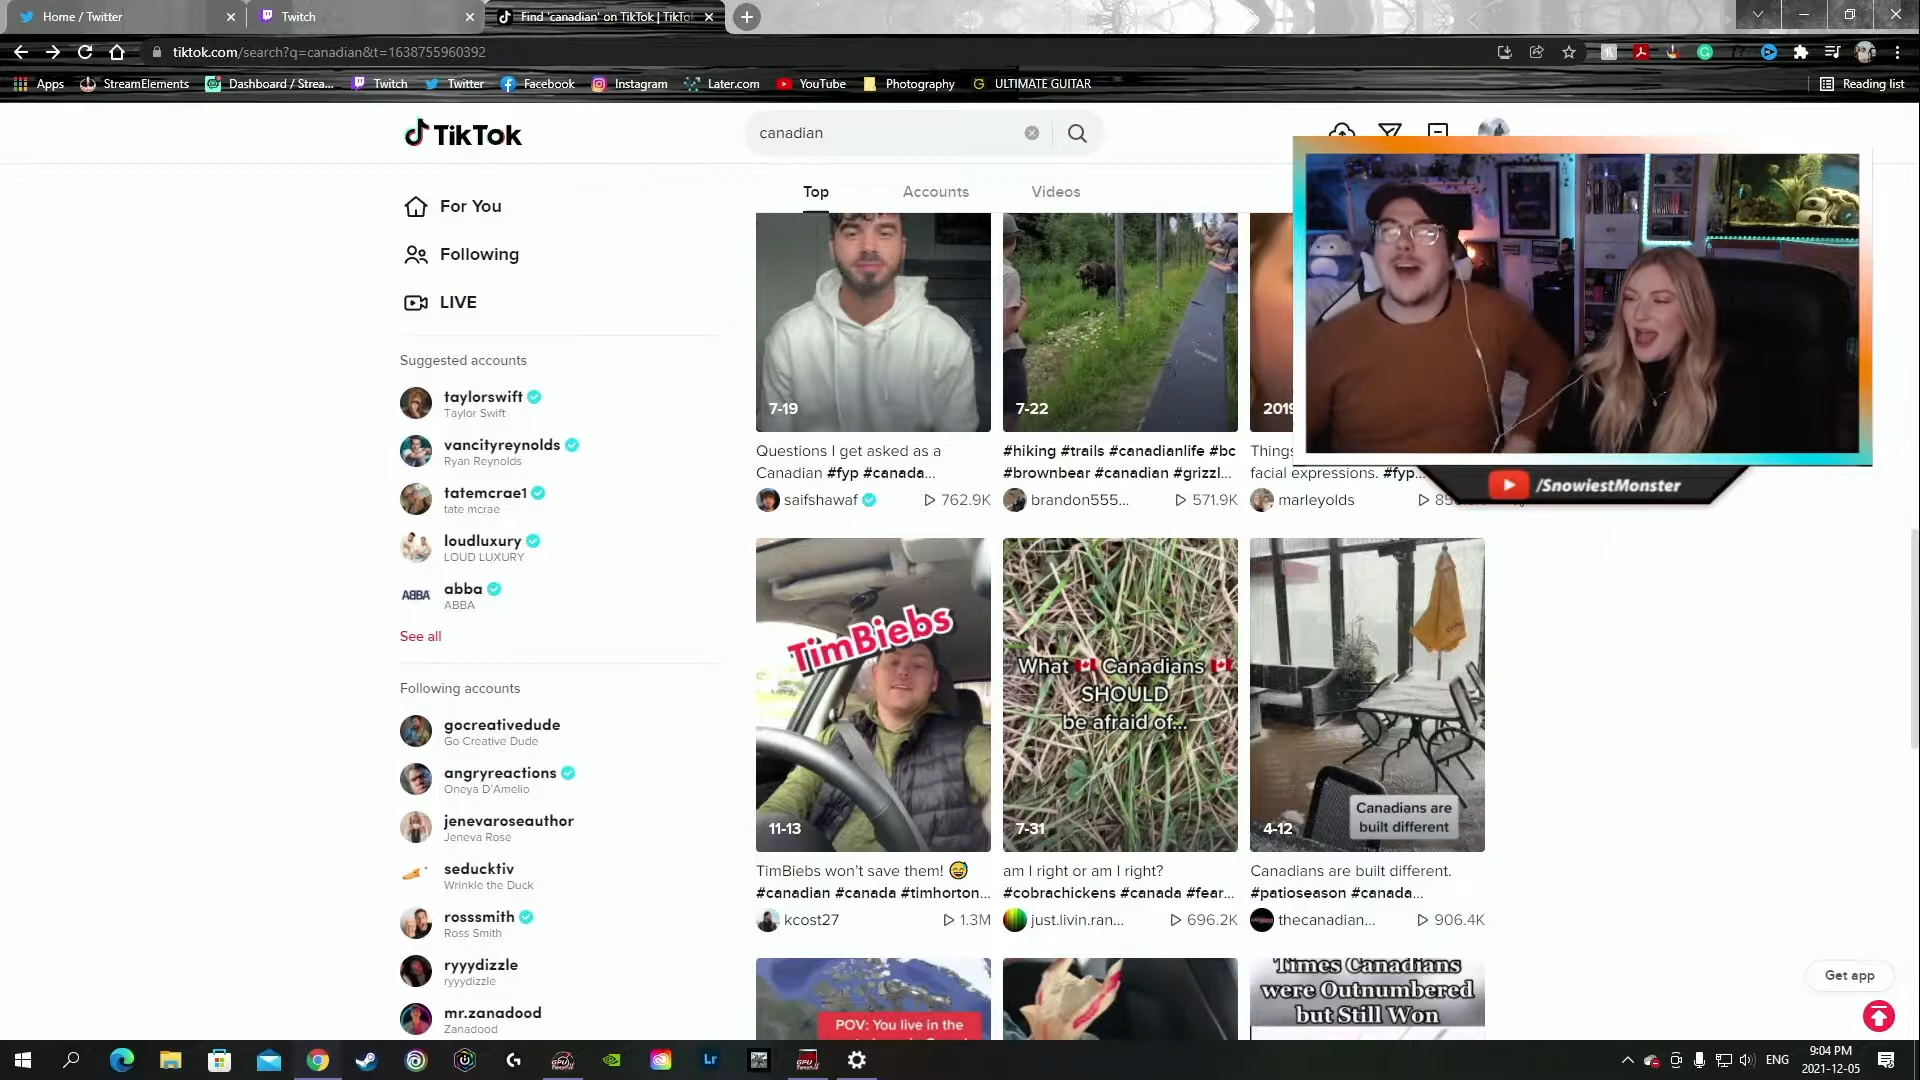 Home / Twitter
Twitch
Find 'canadian' on TikTok | TikTo
tiktok.com/search?q=canadian&t=1638755960392
Apps
StreamElements
Dashboard / Strea...
Twitch
Twitter
Facebook
Instagram
Later.com
YouTube
Photography
ULTIMATE GUITAR
Reading list
TikTok
canadian
Top
Accounts
Videos
For You
Following
LIVE
Suggested accounts
taylorswift
Taylor Swift
vancityreynolds
Ryan Reynolds
tatemcrae1
tate mcrae
loudluxury
LOUD LUXURY
ABBA
abba
ABBA
See all
Following accounts
gocreativedude
Go Creative Dude
angryreactions
Oneya D'Amelio
jenevaroseauthor
Jeneva Rose
seducktiv
Wrinkle the Duck
rosssmith
Ross Smith
ryyydizzle
ryyydizzle
mr.zanadood
Zanadood
7-19
Questions I get asked as a
Canadian #fyp #canada...
saifshawaf
762.9K
7-22
#hiking #trails #canadianlife #bc
#brownbear #canadian #grizzl...
brandon555...
571.9K
2019
Things
facial expressions. #fyp...
marleyolds
/SnowiestMonster
TimBiebs
11-13
TimBiebs won't save them! 😅
#canadian #canada #timhorton...
kcost27
1.3M
What 🇨🇦 Canadians 🇨🇦
SHOULD
be afraid of...
7-31
am I right or am I right?
#cobrachickens #canada #fear...
just.livin.ran...
696.2K
Canadians are
built different
4-12
Canadians are built different.
#patioseason #canada...
thecanadian...
906.4K
POV: You live in the
Times Canadians
were Outnumbered
but Still Won
Get app
Lr
ENG
9:04 PM
2021-12-05